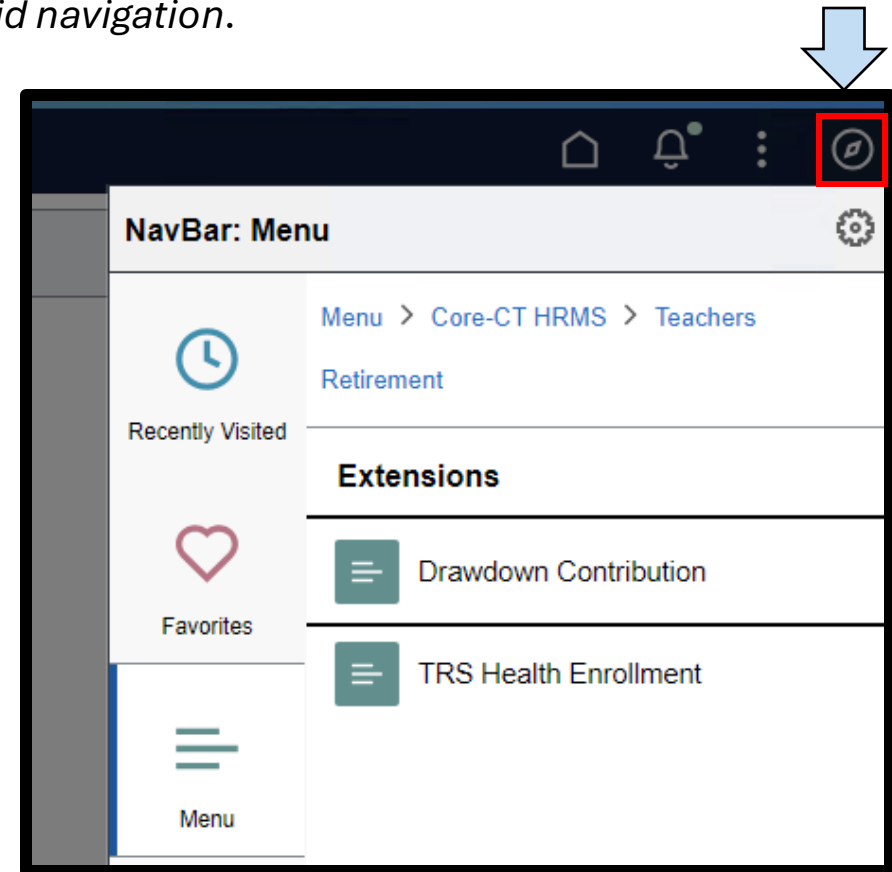 id navigation.
NavBar: Menu
Menu > Core-CT HRMS > Teachers
Retirement
Recently Visited
Extensions
Drawdown Contribution
Favorites
TRS Health Enrollment
Menu